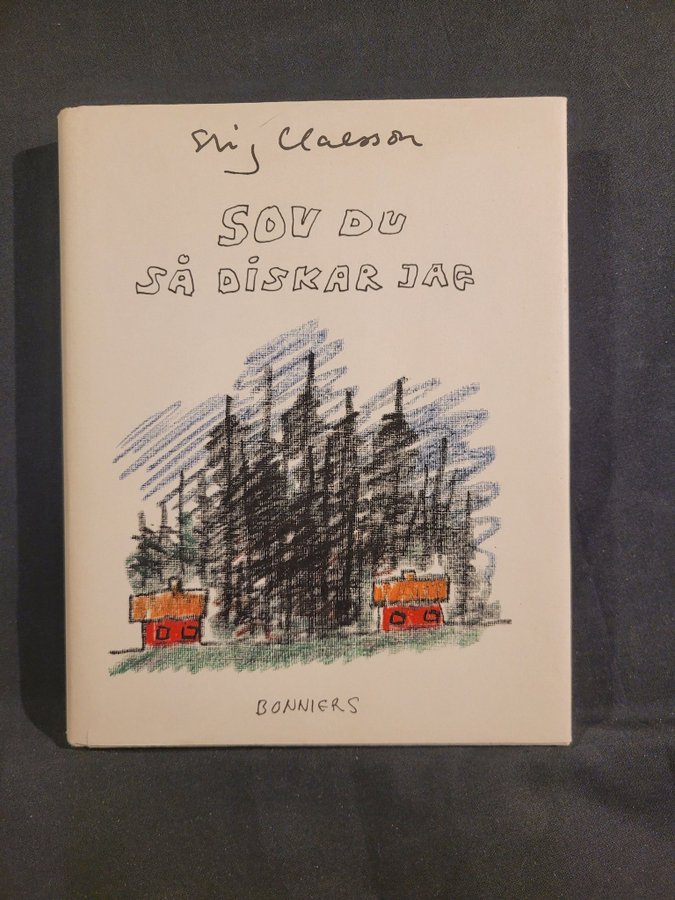 Stig Claesson
SOV DU
SÅ DISKAR JAG
BONNIERS